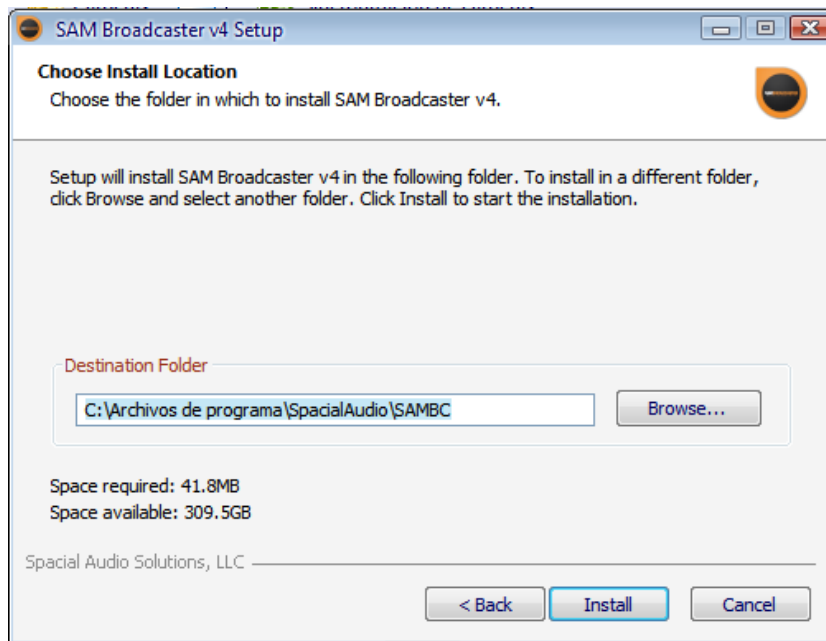 SAM Broadcaster v4 Setup
Choose Install Location
Choose the folder in which to install SAM Broadcaster v4.
Setup will install SAM Broadcaster v4 in the following folder. To install in a different folder,
click Browse and select another folder. Click Install to start the installation.
Destination Folder
C:\Archivos de programa\SpacialAudio\SAMBC
Browse...
Space required: 41.8MB
Space available: 309.5GB
Spacial Audio Solutions, LLC
< Back
Install
Cancel